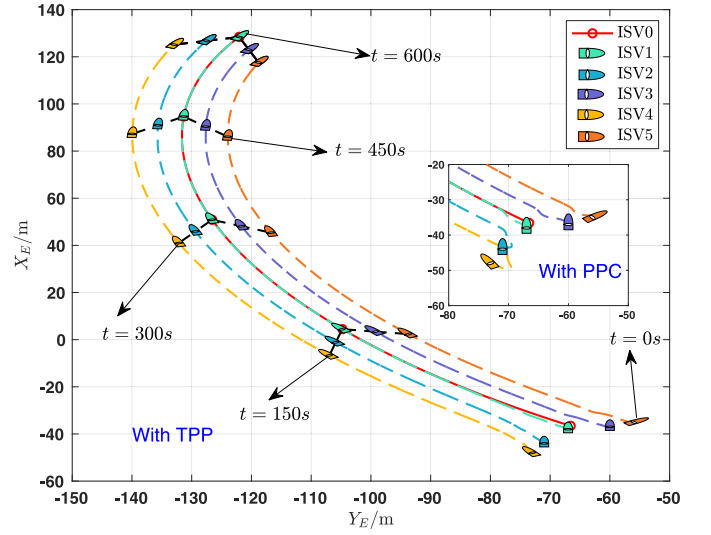 140
120
100
80
60
40
20
0
-20
-40
-60
X_E/m
-150
-140
-130
-120
-110
-100
-90
-80
-70
-60
-50
Y_E/m
t = 600s
t = 450s
t = 300s
t = 150s
t = 0s
With TPP
ISV0
ISV1
ISV2
ISV3
ISV4
ISV5
-20
-30
-40
-50
-60
-80
-70
-60
-50
With PPC